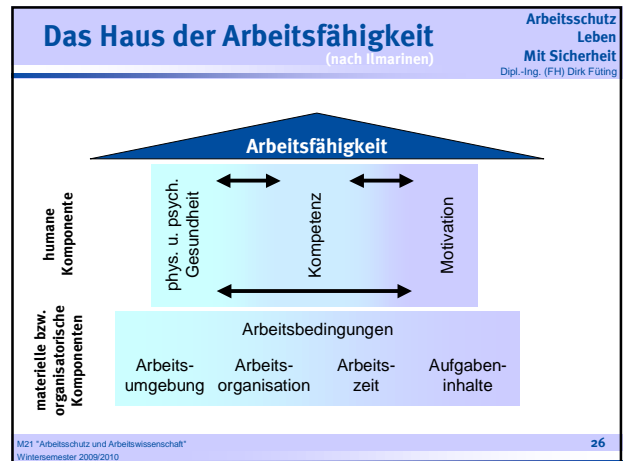 Das Haus der Arbeitsfähigkeit
(nach Ilmarinen)
Arbeitsschutz
Leben
Mit Sicherheit
Dipl.-Ing. (FH) Dirk Füting
Arbeitsfähigkeit
humane
Komponente
phys. u. psych.
Gesundheit
Kompetenz
Motivation
materielle bzw.
organisatorische
Komponenten
Arbeitsbedingungen
Arbeits-
umgebung
Arbeits-
organisation
Arbeits-
zeit
Aufgaben-
inhalte
M21 "Arbeitsschutz und Arbeitswissenschaft"
Wintersemester 2009/2010
26